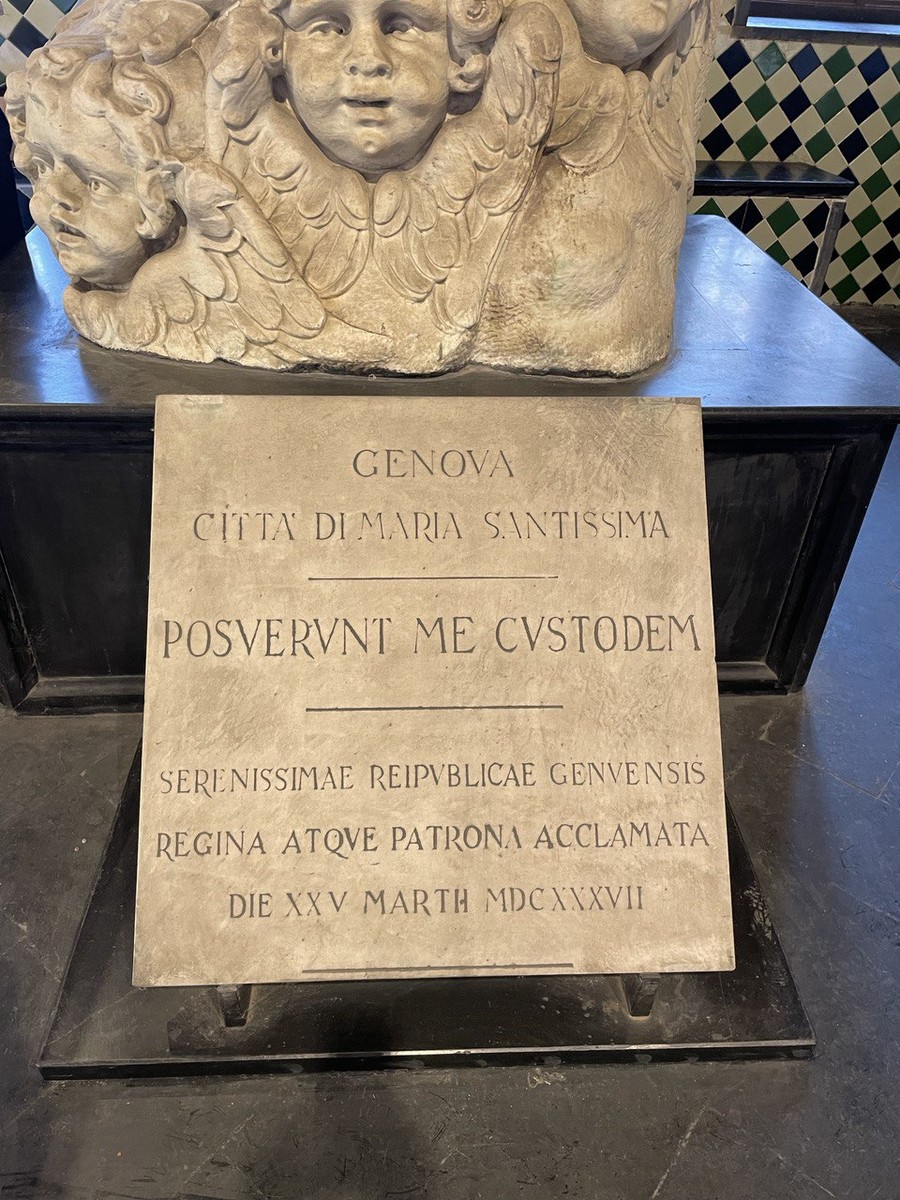 GENOVA
CITTA' DI MARIA SANTISSIMA
POSVERVNT ME CVSTODEM
SERENISSIMAE REIPVBLICAE GENVENSIS
REGINA ATQVE PATRONA ACCLAMATA
DIE XXV MARTII MDCXXXVII